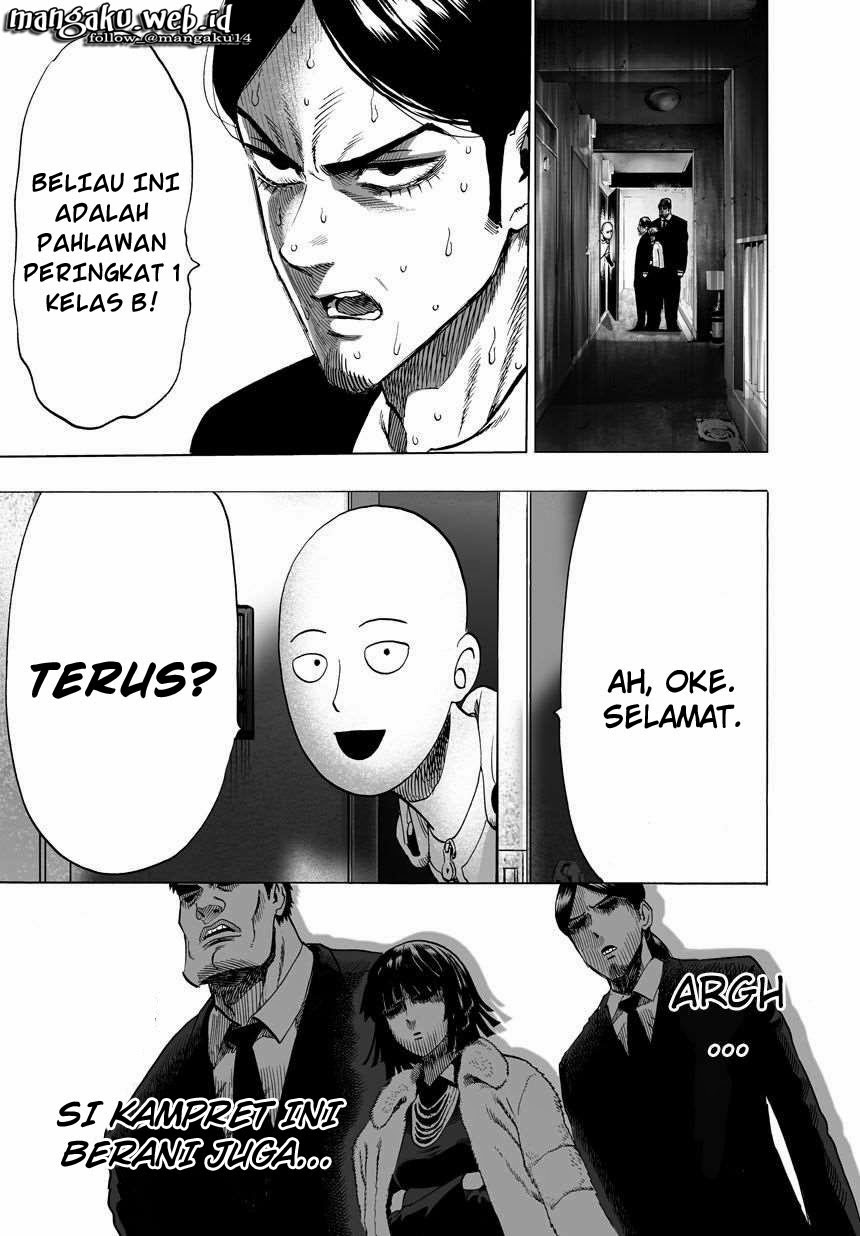 mangaku.web.id
follow @mangaku14
BELIAU INI
ADALAH
PAHLAWAN
PERINGKAT 1
KELAS B!
AH, OKE.
SELAMAT.
TERUS?
ARGH
...
SI KAMPRET INI
BERANI JUGA...